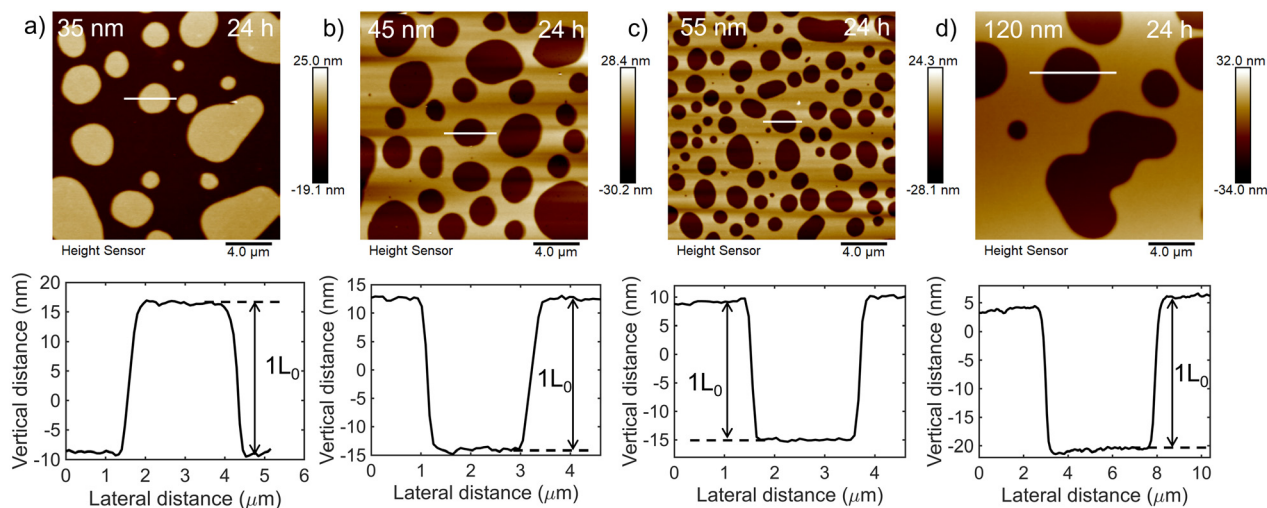 a) 35 nm 24 h
25.0 nm
-19.1 nm
Height Sensor
4.0 μm
b) 45 nm 24 h
28.4 nm
-30.2 nm
Height Sensor
4.0 μm
c) 55 nm 24 h
24.3 nm
-28.1 nm
Height Sensor
4.0 μm
d) 120 nm 24 h
32.0 nm
-34.0 nm
Height Sensor
4.0 μm
Vertical distance (nm)
20
15
10
5
0
-5
-10
1L₀
0 1 2 3 4 5 6
Lateral distance (μm)
Vertical distance (nm)
15
10
5
0
-5
-10
-15
1L₀
0 1 2 3 4
Lateral distance (μm)
Vertical distance (nm)
10
5
0
-5
-10
-15
1L₀
0 1 2 3 4
Lateral distance (μm)
Vertical distance (nm)
5
0
-5
-10
-15
-20
1L₀
0 2 4 6 8 10
Lateral distance (μm)